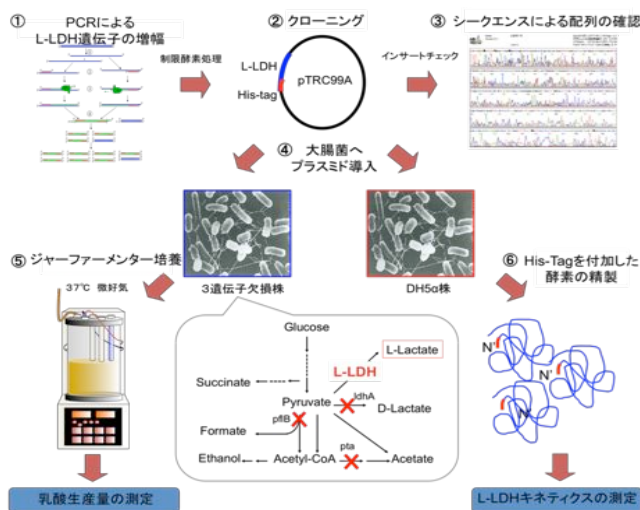 ① PCRによる
L-LDH遺伝子の増幅
制限酵素処理
② クローニング
L-LDH
His-tag
pTRC99A
インサートチェック
③ シークエンスによる配列の確認
④ 大腸菌へ
プラスミド導入
3遺伝子欠損株
DH5α株
⑤ ジャーファーメンター培養
37℃ 微好気
⑥ His-Tagを付加した
酵素の精製
Glucose
L-Lactate
L-LDH
Succinate
Pyruvate
ldhA
D-Lactate
pflB
Formate
pta
Ethanol
Acetyl-CoA
Acetate
N'
N'
N'
乳酸生産量の測定
L-LDHキネティクスの測定